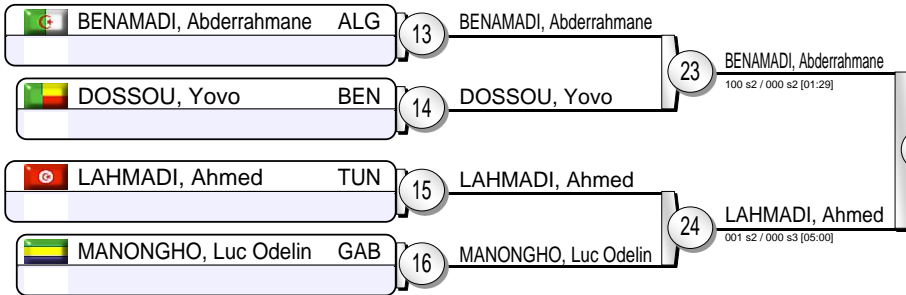 BENAMADI, Abderrahmane ALG
13
BENAMADI, Abderrahmane
23
BENAMADI, Abderrahmane
100 s2 / 000 s2 [01:29]
DOSSOU, Yovo BEN
14
DOSSOU, Yovo
LAHMADI, Ahmed TUN
15
LAHMADI, Ahmed
24
LAHMADI, Ahmed
001 s2 / 000 s3 [05:00]
MANONGHO, Luc Odelin GAB
16
MANONGHO, Luc Odelin